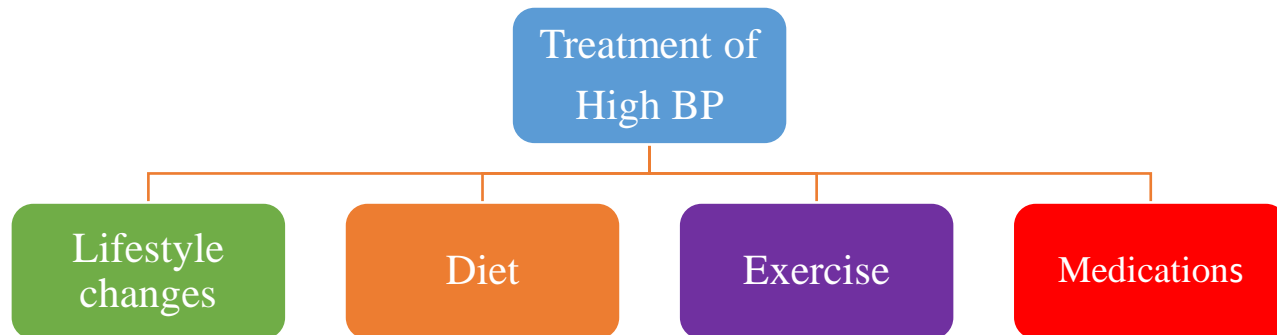 Treatment of
High BP
Lifestyle
changes
Diet
Exercise
Medications